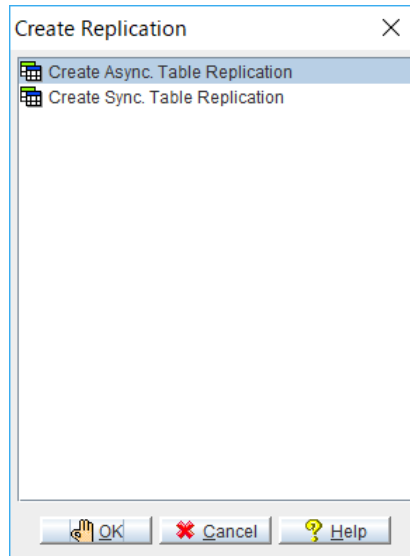 Create Replication
Create Async. Table Replication
Create Sync. Table Replication
OK Cancel Help